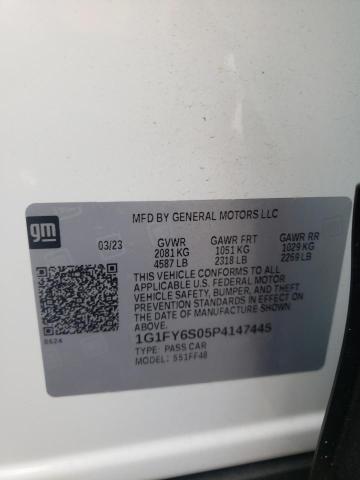 MFD BY GENERAL MOTORS LLC
gm
03/23 GVWR GAWR FRT GAWR RR
2081 KG 1051 KG 1029 KG
4587 LB 2318 LB 2269 LB
THIS VEHICLE CONFORMS TO ALL
APPLICABLE U.S. FEDERAL MOTOR
VEHICLE SAFETY, BUMPER, AND THEFT
PREVENTION STANDARDS IN EFFECT ON
THE DATE OF MANUFACTURE SHOWN ABOVE.
1G1FY6S05P4147445
TYPE: PASS CAR
MODEL: 551FF48
5624